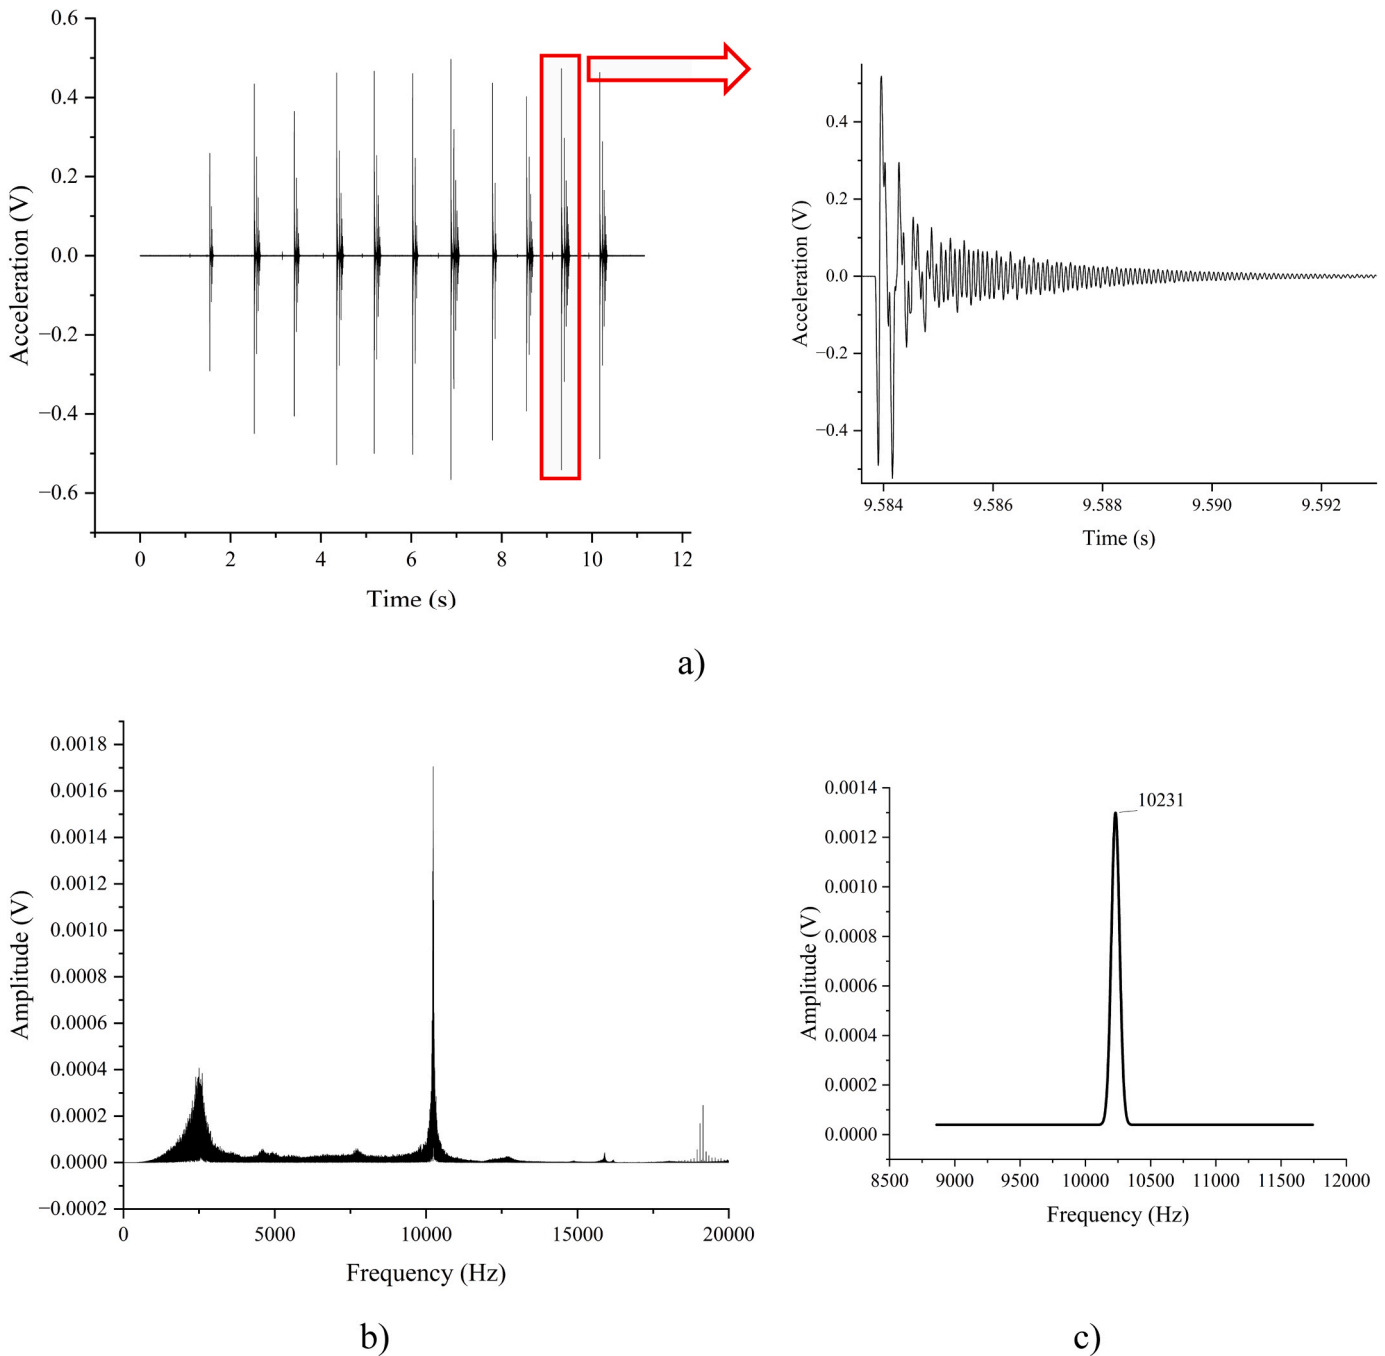 0.6
0.4
0.2
0.0
−0.2
−0.4
−0.6
Acceleration (V)
0 2 4 6 8 10 12
Time (s)
0.4
0.2
0.0
−0.2
−0.4
Acceleration (V)
9.584 9.586 9.588 9.590 9.592
Time (s)
a)
0.0018
0.0016
0.0014
0.0012
0.0010
0.0008
0.0006
0.0004
0.0002
0.0000
−0.0002
Amplitude (V)
0 5000 10000 15000 20000
Frequency (Hz)
b)
10231
0.0014
0.0012
0.0010
0.0008
0.0006
0.0004
0.0002
0.0000
Amplitude (V)
8500 9000 9500 10000 10500 11000 11500 12000
Frequency (Hz)
c)